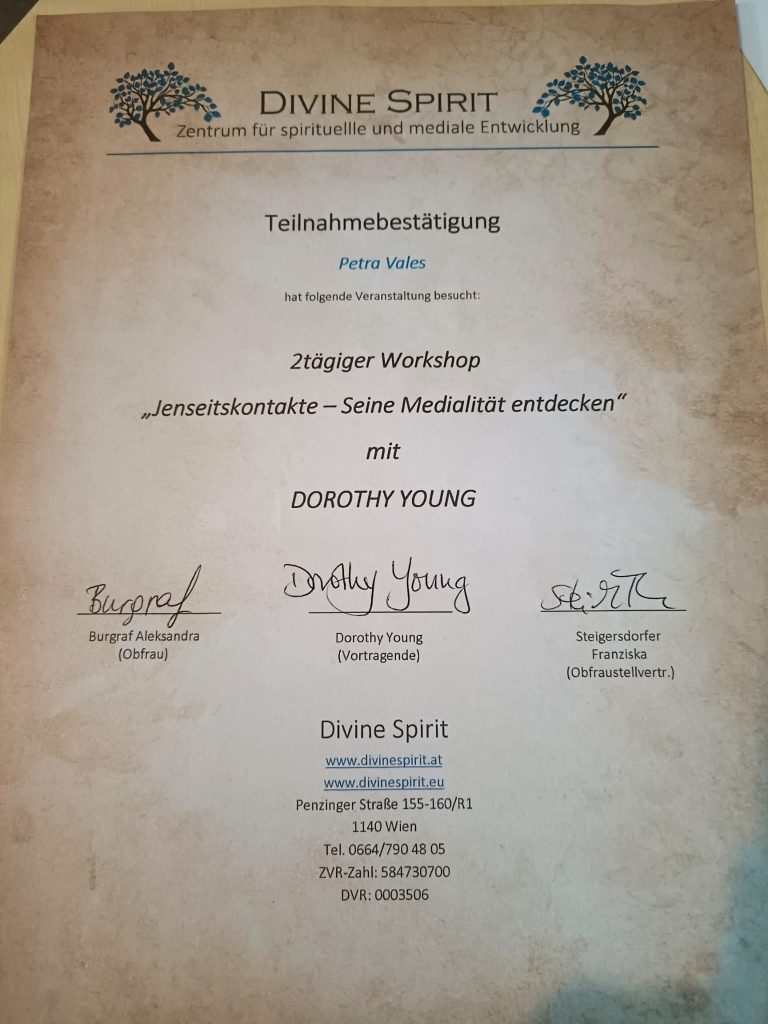 DIVINE SPIRIT
Zentrum für spirituellle und mediale Entwicklung
Teilnahmebestätigung
Petra Vales
hat folgende Veranstaltung besucht:
2tägiger Workshop
„Jenseitskontakte – Seine Medialität entdecken“
mit
DOROTHY YOUNG
Burgraf Dorothy Young
Burgraf Aleksandra
(Obfrau)
Dorothy Young
(Vortragende)
Steigersdorfer
Franziska
(Obfraustellvertr.)
Divine Spirit
www.divinespirit.at
www.divinespirit.eu
Penzinger Straße 155-160/R1
1140 Wien
Tel. 0664/790 48 05
ZVR-Zahl: 584730700
DVR: 0003506